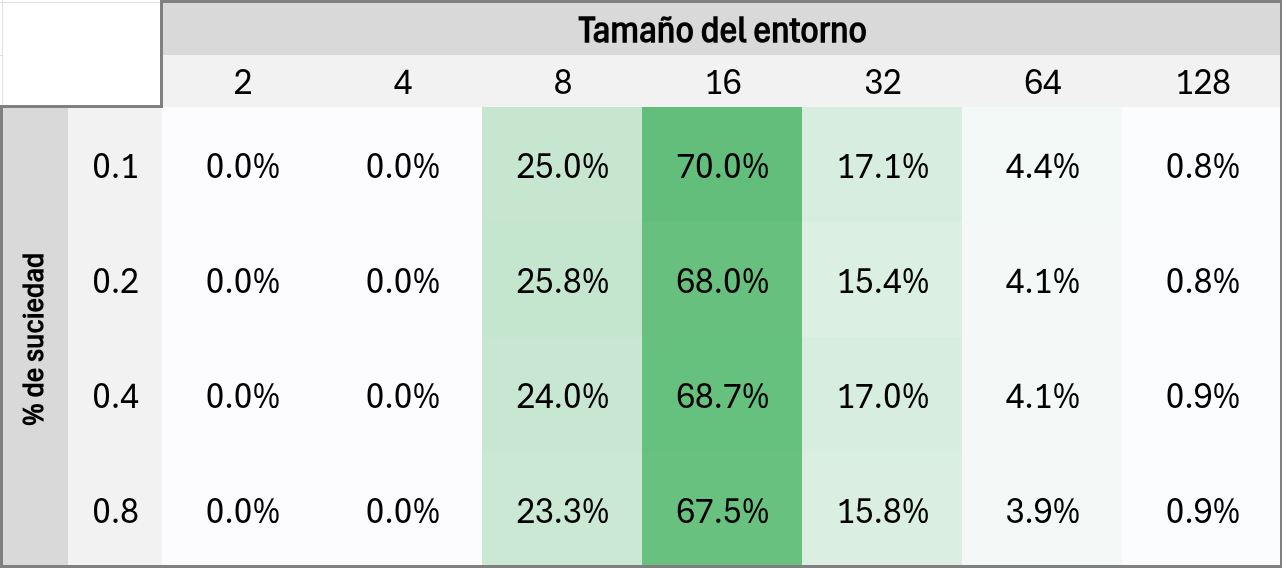 Tamaño del entorno
2 4 8 16 32 64 128
% de suciedad
0.1 0.0% 0.0% 25.0% 70.0% 17.1% 4.4% 0.8%
0.2 0.0% 0.0% 25.8% 68.0% 15.4% 4.1% 0.8%
0.4 0.0% 0.0% 24.0% 68.7% 17.0% 4.1% 0.9%
0.8 0.0% 0.0% 23.3% 67.5% 15.8% 3.9% 0.9%